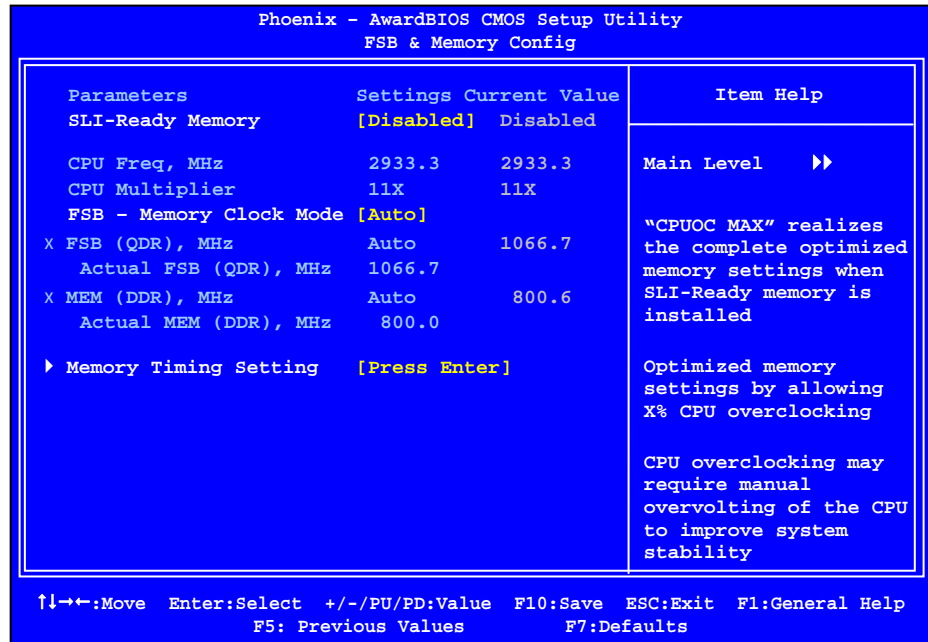 Phoenix – AwardBIOS CMOS Setup Utility
FSB & Memory Config
Parameters Settings Current Value
SLI-Ready Memory [Disabled] Disabled
CPU Freq, MHz 2933.3 2933.3
CPU Multiplier 11X 11X
FSB – Memory Clock Mode [Auto]
X FSB (QDR), MHz Auto 1066.7
Actual FSB (QDR), MHz 1066.7
X MEM (DDR), MHz Auto 800.6
Actual MEM (DDR), MHz 800.0
Memory Timing Setting [Press Enter]
Item Help
Main Level
“CPUOC MAX” realizes
the complete optimized
memory settings when
SLI-Ready memory is
installed
Optimized memory
settings by allowing
X% CPU overclocking
CPU overclocking may
require manual
overvolting of the CPU
to improve system
stability
↑↓→←:Move Enter:Select +/-/PU/PD:Value F10:Save ESC:Exit F1:General Help
F5: Previous Values F7:Defaults